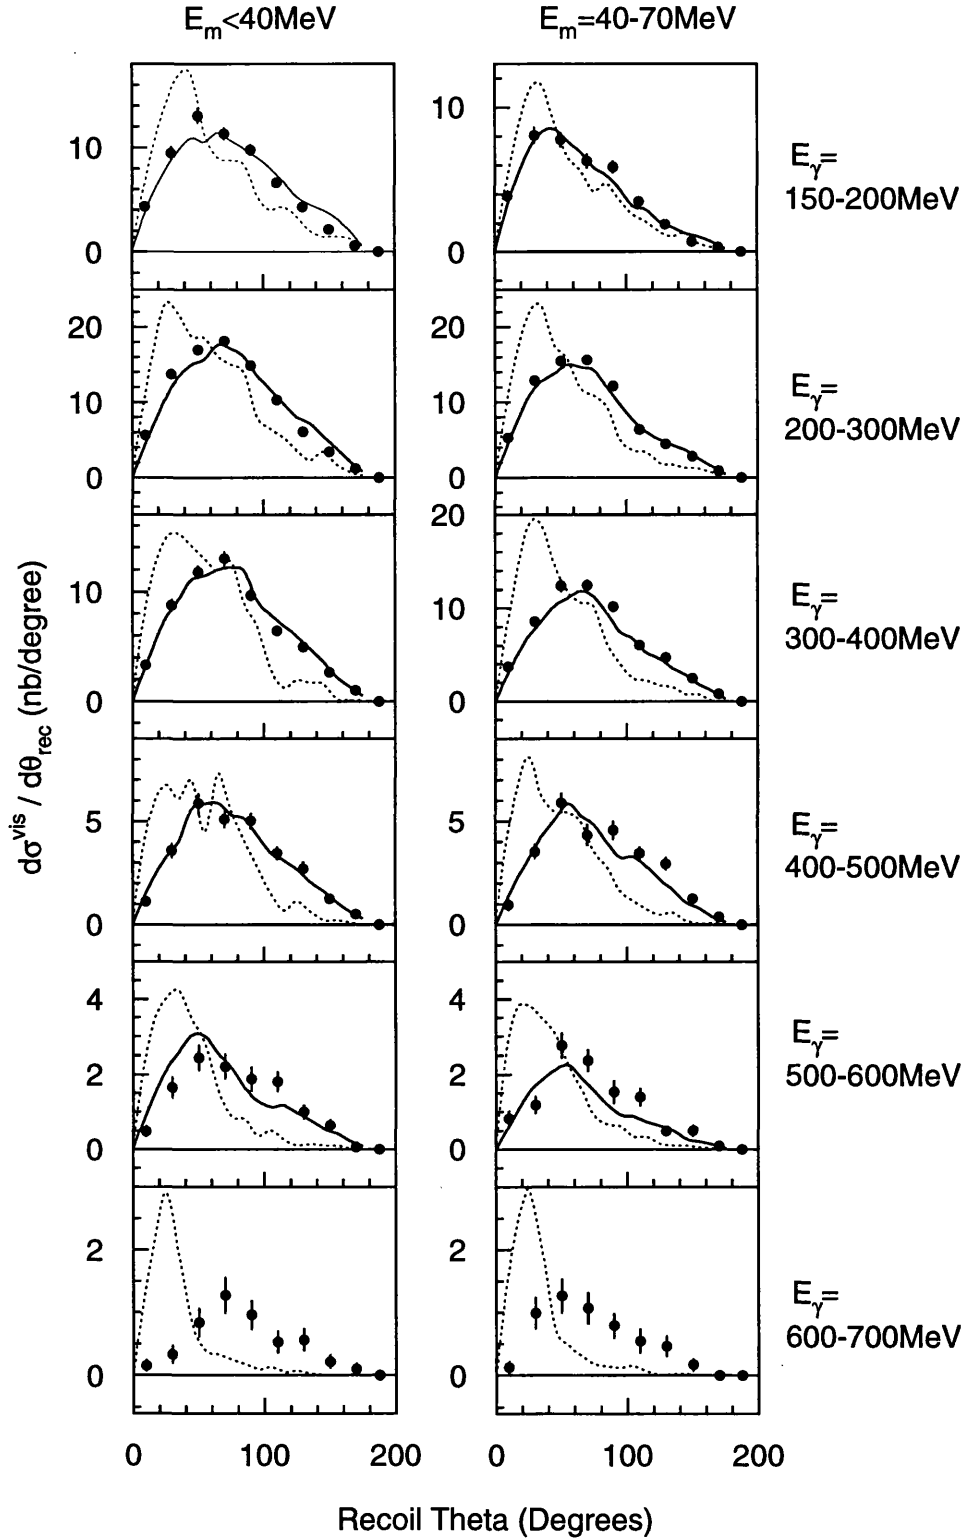 E_m<40MeV E_m=40-70MeV
10
0
10
0
E_γ=
150-200MeV
20
10
0
20
10
0
E_γ=
200-300MeV
10
0
20
10
0
E_γ=
300-400MeV
5
0
5
0
E_γ=
400-500MeV
4
2
0
4
2
0
E_γ=
500-600MeV
2
0
2
0
E_γ=
600-700MeV
0 100 200 0 100 200
dσ^vis / dθ_rec (nb/degree)
Recoil Theta (Degrees)